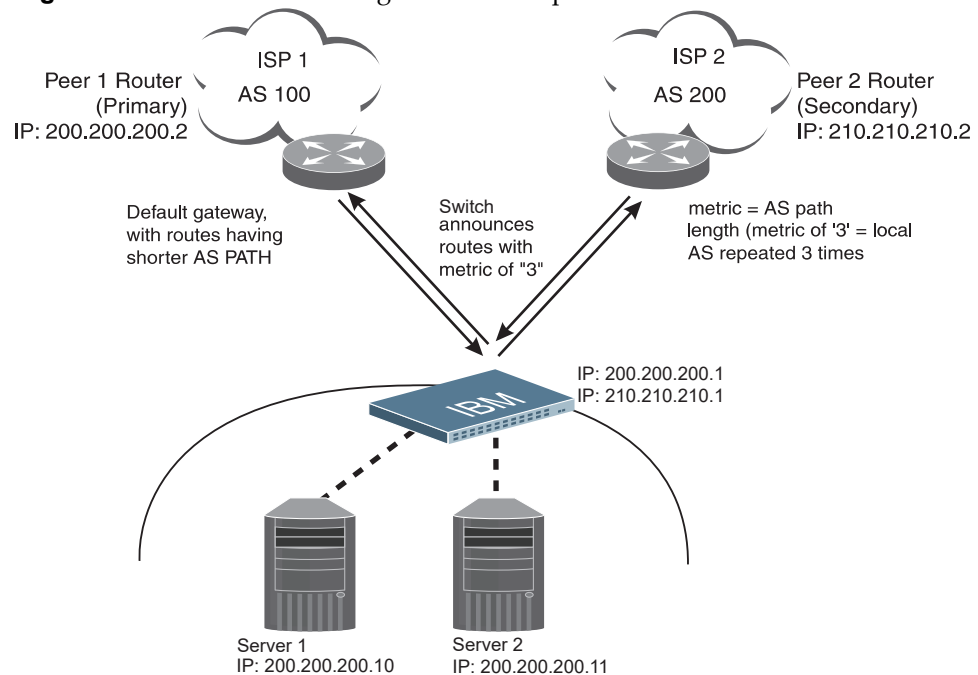 ISP 1
AS 100
Peer 1 Router
(Primary)
IP: 200.200.200.2
ISP 2
AS 200
Peer 2 Router
(Secondary)
IP: 210.210.210.2
Default gateway,
with routes having
shorter AS PATH
Switch
announces
routes with
metric of "3"
metric = AS path
length (metric of '3' = local
AS repeated 3 times
IBM
IP: 200.200.200.1
IP: 210.210.210.1
Server 1
IP: 200.200.200.10
Server 2
IP: 200.200.200.11